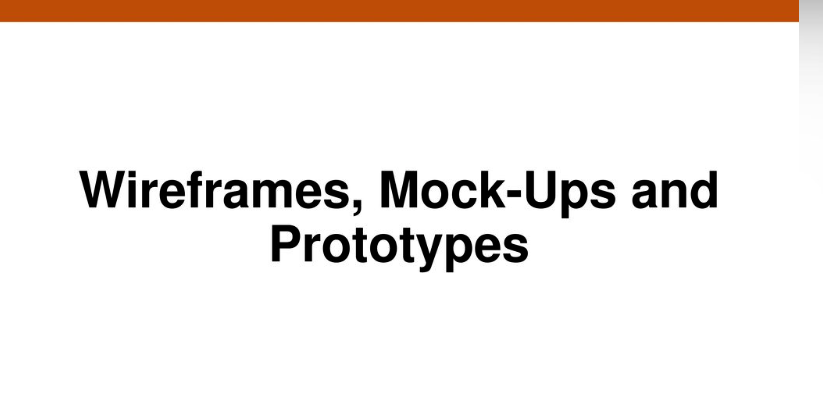 Wireframes, Mock-Ups and
Prototypes